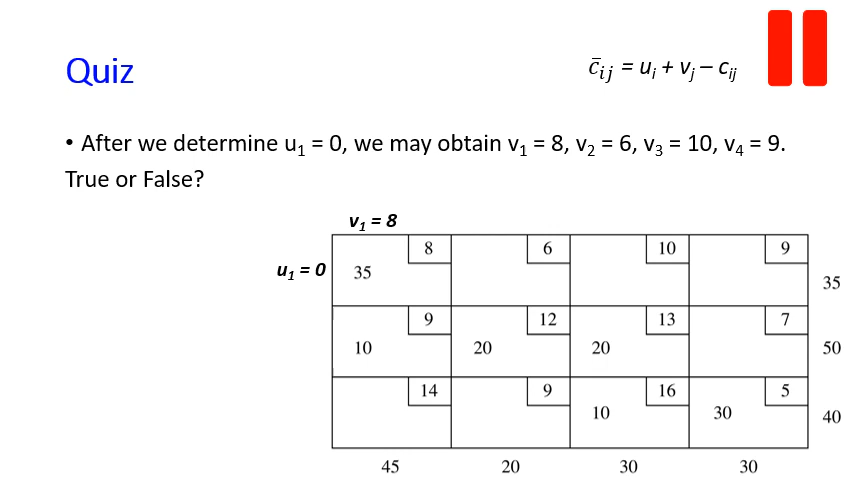 Quiz
c̄ij = ui + vj – cij
• After we determine u1 = 0, we may obtain v1 = 8, v2 = 6, v3 = 10, v4 = 9.
True or False?
v1 = 8
u1 = 0
8 6 10 9
35
35
9 12 13 7
10 20 20 50
14 9 16 5
10 30 40
45 20 30 30